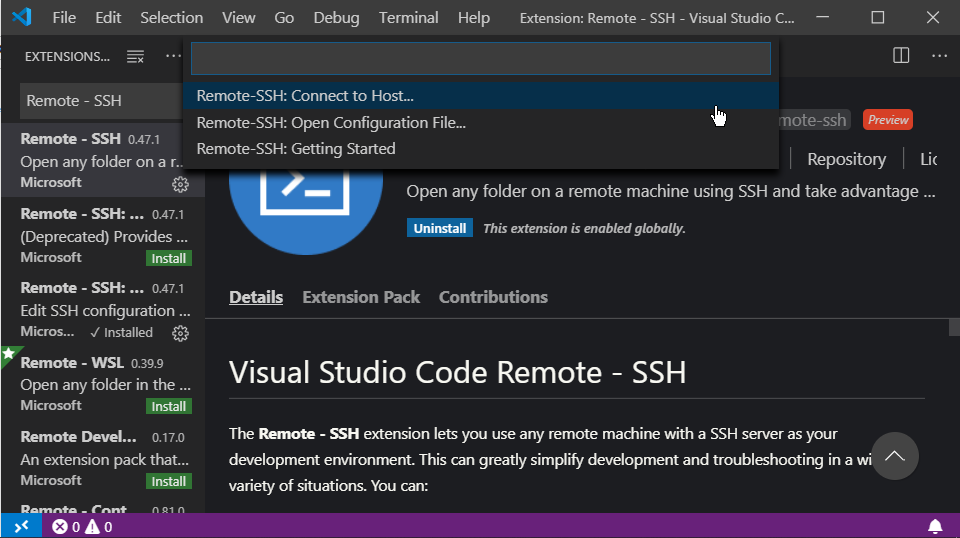 File Edit Selection View Go Debug Terminal Help Extension: Remote - SSH - Visual Studio C...
EXTENSIONS...
Remote - SSH
Remote-SSH: Connect to Host...
Remote-SSH: Open Configuration File...
Remote-SSH: Getting Started
mote-ssh Preview
Repository
Open any folder on a remote machine using SSH and take advantage ...
Uninstall This extension is enabled globally.
Remote - SSH 0.47.1
Open any folder on a r...
Microsoft
Remote - SSH: ... 0.47.1
(Deprecated) Provides ...
Microsoft Install
Remote - SSH: ... 0.47.1
Edit SSH configuration ...
Micros... ✓ Installed
Remote - WSL 0.39.9
Open any folder in the ...
Microsoft Install
Remote Devel... 0.17.0
An extension pack that...
Microsoft Install
Remote - Cont 0.81.0
Details Extension Pack Contributions
Visual Studio Code Remote - SSH
The Remote - SSH extension lets you use any remote machine with a SSH server as your
development environment. This can greatly simplify development and troubleshooting in a wi
variety of situations. You can:
0 0